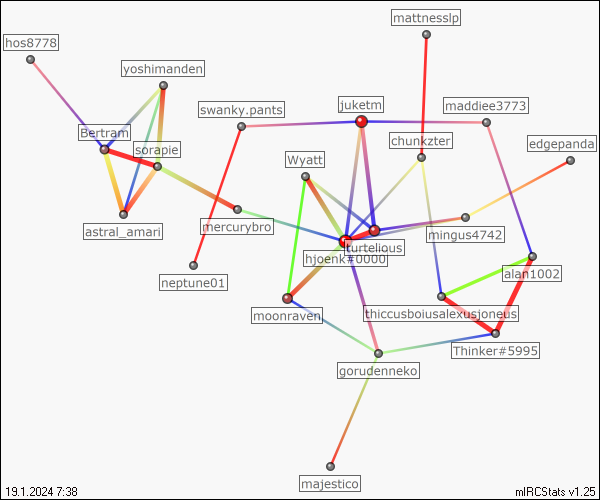 mattnesslp
hos8778
yoshimanden
swanky.pants
juketm
maddiee3773
Bertram
sorapie
chunkzter
edgepanda
Wyatt
astral_amari
mercurybro
mingus4742
turtelious
hjoenk#0000
alan1002
neptune01
moonraven
thiccusboiusalexusjoneus
Thinker#5995
gorudenneko
majestico
19.1.2024 7:38
mIRCStats v1.25